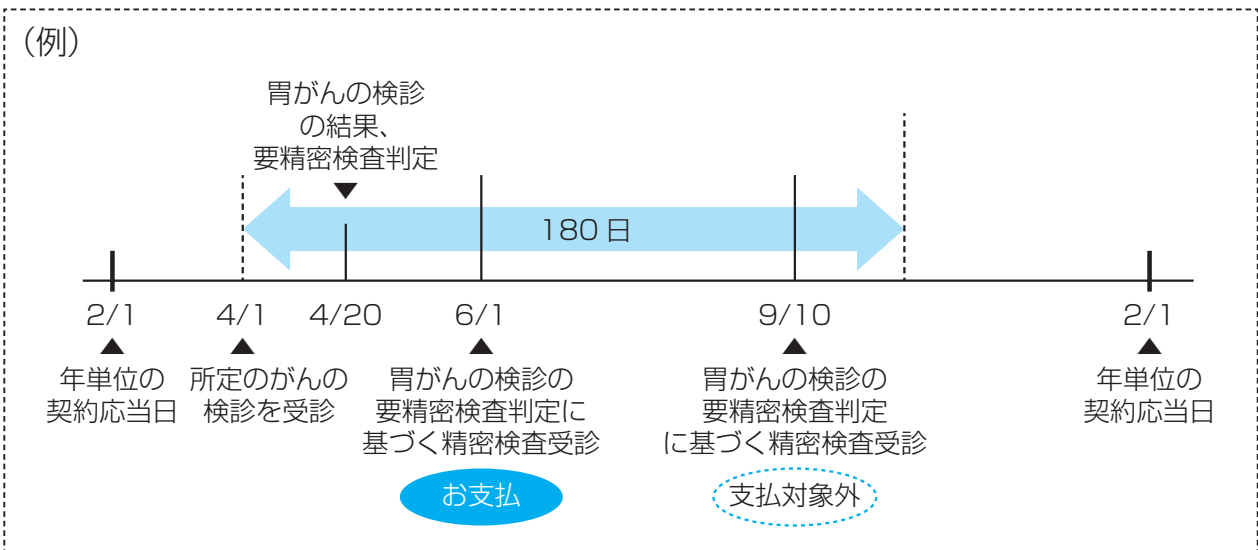 （例）
胃がんの検診
の結果、
要精密検査判定
180日
2/1
4/1
4/20
6/1
9/10
2/1
年単位の
契約応当日
所定のがんの
検診を受診
胃がんの検診の
要精密検査判定に
基づく精密検査受診
お支払
胃がんの検診の
要精密検査判定
に基づく精密検査受診
支払対象外
年単位の
契約応当日